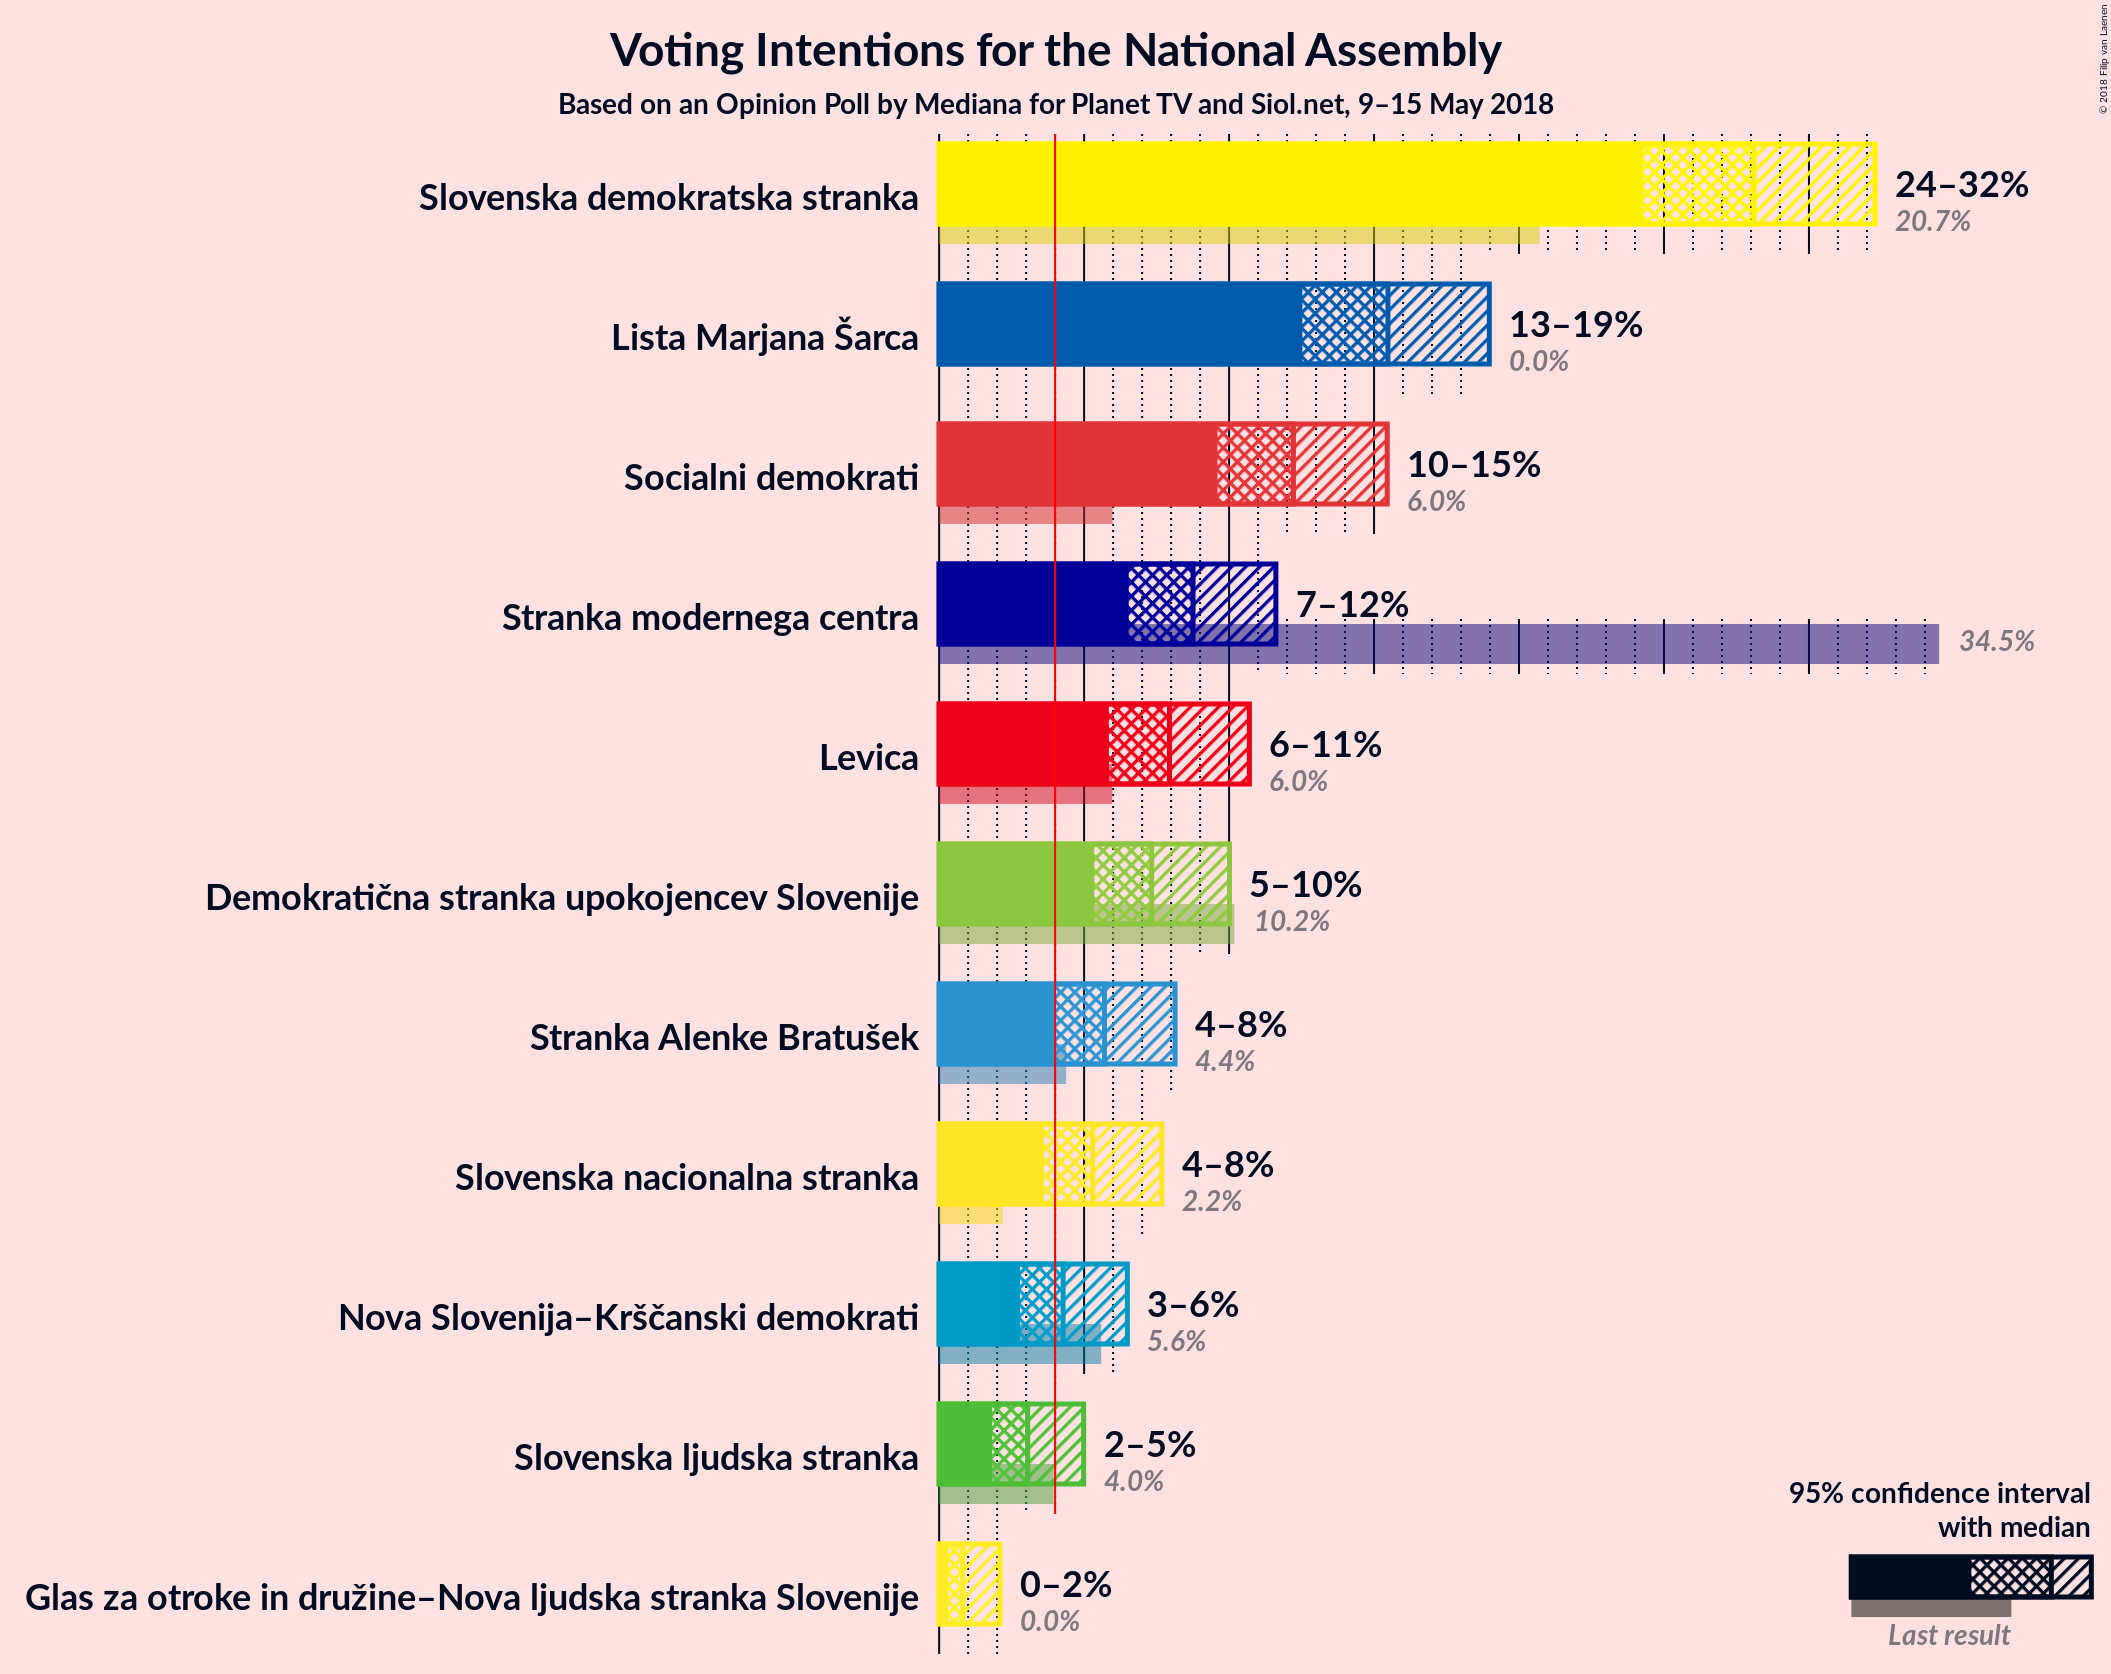 Voting Intentions for the National Assembly
Based on an Opinion Poll by Mediana for Planet TV and Siol.net, 9–15 May 2018
© 2018 Filip van Laenen
Slovenska demokratska stranka
24–32%
20.7%
Lista Marjana Šarca
13–19%
0.0%
Socialni demokrati
10–15%
6.0%
Stranka modernega centra
7–12%
34.5%
Levica
6–11%
6.0%
Demokratična stranka upokojencev Slovenije
5–10%
10.2%
Stranka Alenke Bratušek
4–8%
4.4%
Slovenska nacionalna stranka
4–8%
2.2%
Nova Slovenija–Krščanski demokrati
3–6%
5.6%
Slovenska ljudska stranka
2–5%
4.0%
Glas za otroke in družine–Nova ljudska stranka Slovenije
0–2%
0.0%
95% confidence interval
with median
Last result